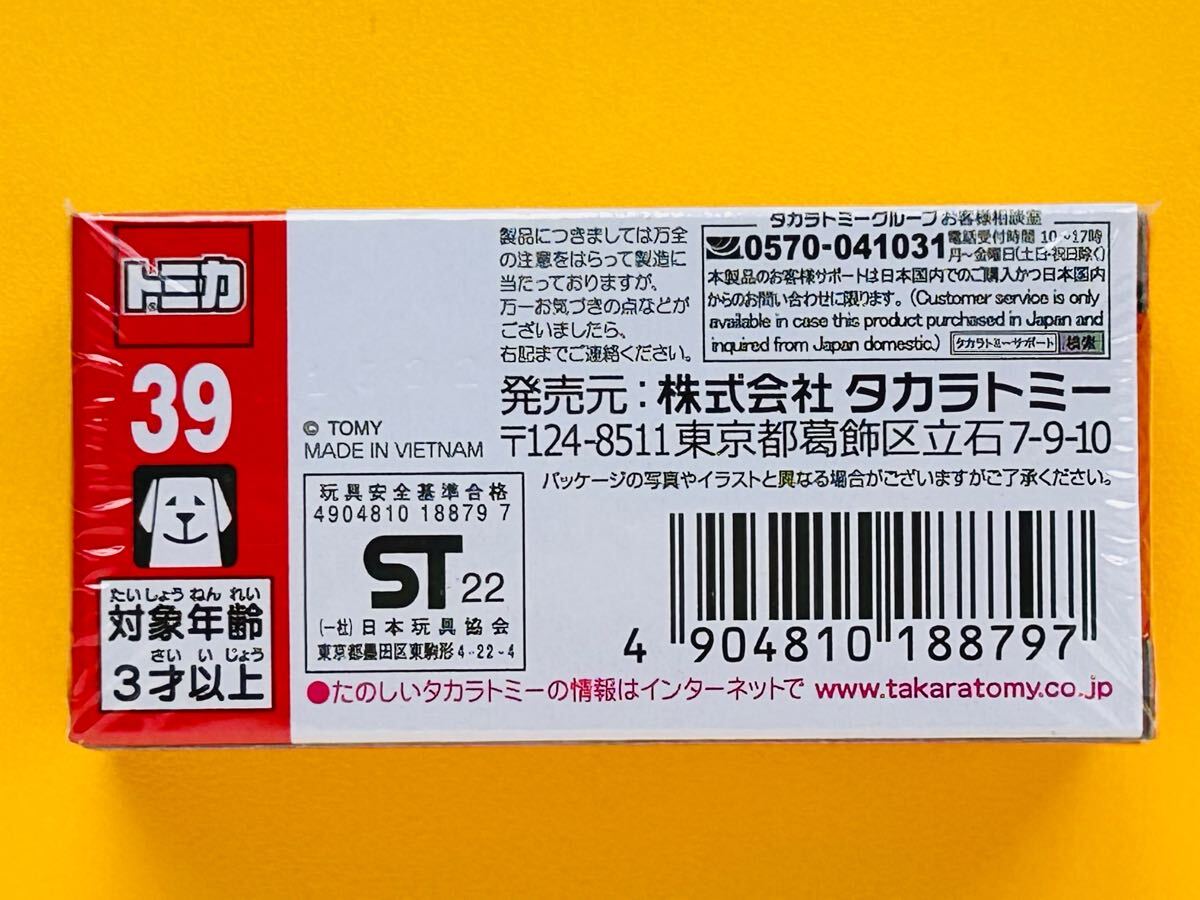 トミカ
39
たいしょうねんれい
対象年齢
さいいじょう
3才以上
© TOMY
MADE IN VIETNAM
玩具安全基準合格
4904810 18879 7
ST 22
(一社)日本玩具協会
東京都墨田区東駒形4-22-4
製品につきましては万全
の注意をはらって製造に
当たっておりますが、
万一お気づきの点などが
ございましたら、
右記までご連絡ください。
タカラトミーグループお客様相談室
0570-041031 電話受付時間 10~17時
月~金曜日(土日・祝日除く)
本製品のお客様サポートは日本国内でのご購入かつ日本国内
からのお問い合わせに限ります。(Customer service is only
available in case this product purchased in Japan and
inquired from Japan domestic.) タカラトミーサポート 検索
発売元:株式会社 タカラトミー
〒124-8511東京都葛飾区立石7-9-10
パッケージの写真やイラストと異なる場合がございますがご了承ください。
4 904810 188797
●たのしいタカラトミーの情報はインターネットで www.takaratomy.co.jp